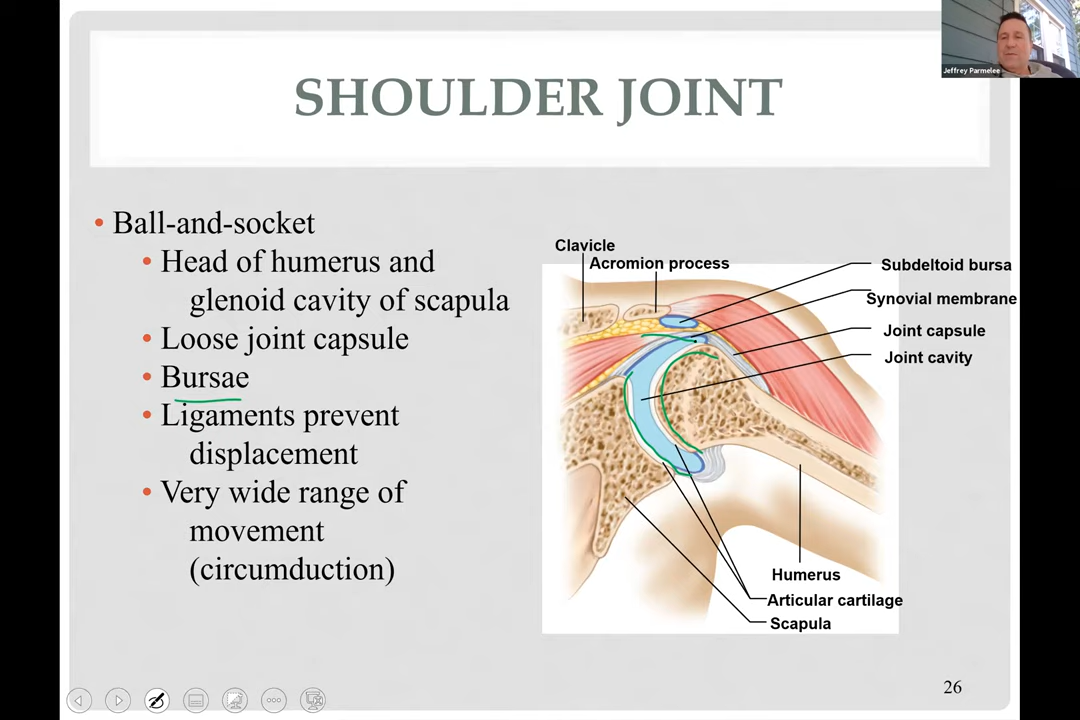 Jeffrey Parmelee
SHOULDER JOINT
• Ball-and-socket
• Head of humerus and
glenoid cavity of scapula
• Loose joint capsule
• Bursae
• Ligaments prevent
displacement
• Very wide range of
movement
(circumduction)
Clavicle
Acromion process
Subdeltoid bursa
Synovial membrane
Joint capsule
Joint cavity
Humerus
Articular cartilage
Scapula
26